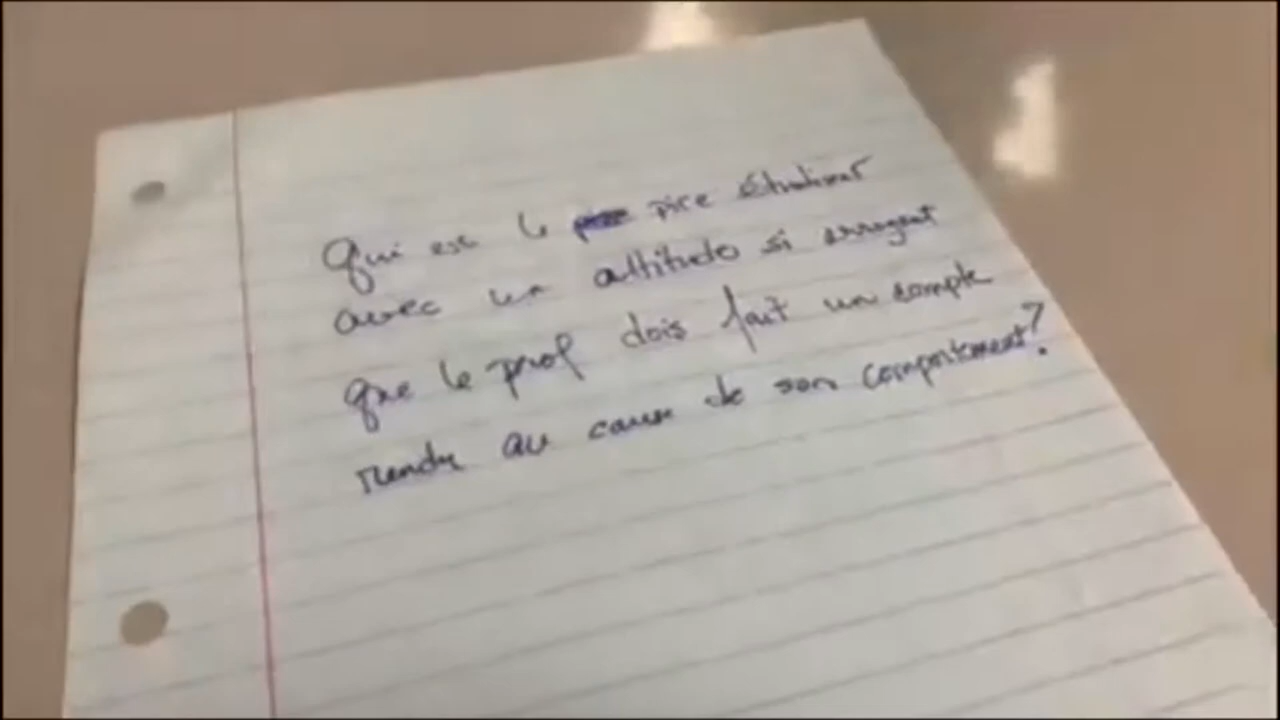 Qui est le pire étudiant
avec un attitude si arrogant
que le prof dois fait un compte
rendu au cause de son comportement?